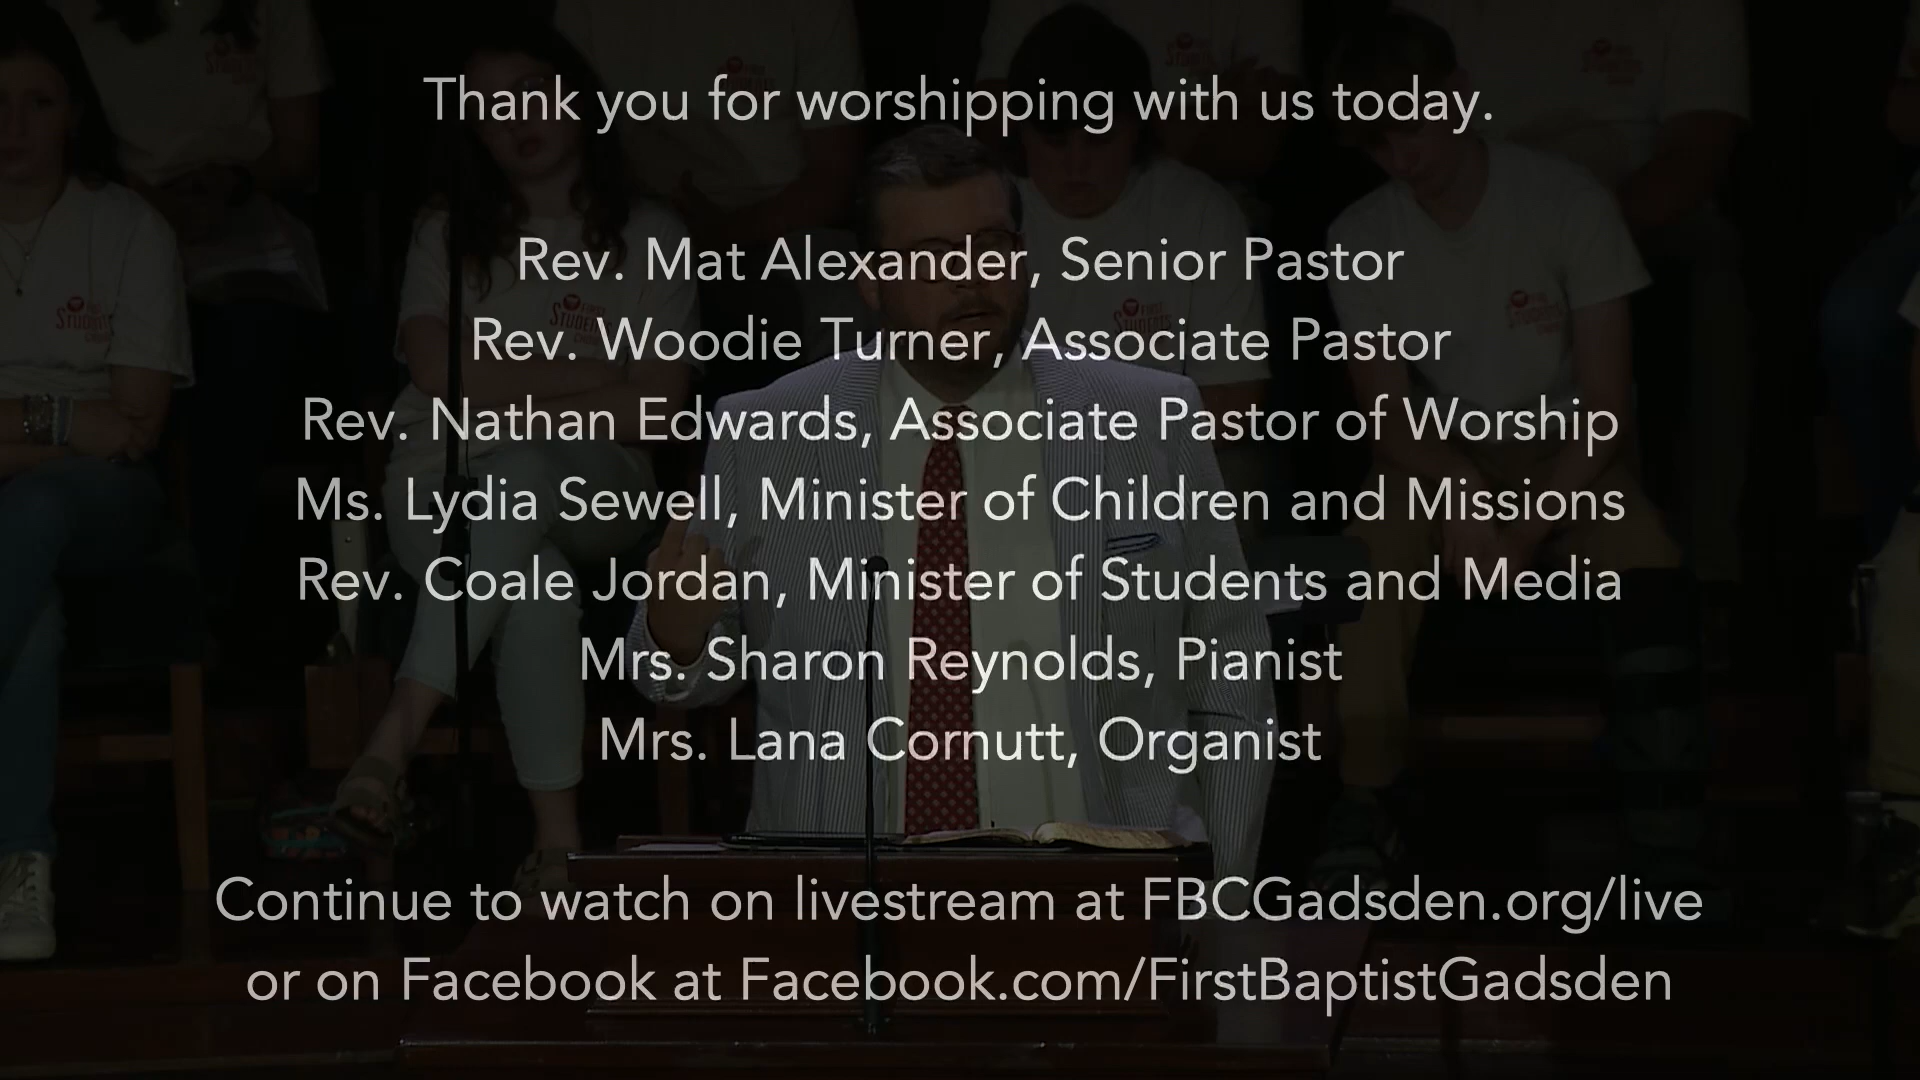 Thank you for worshipping with us today.
Rev. Mat Alexander, Senior Pastor
Rev. Woodie Turner, Associate Pastor
Rev. Nathan Edwards, Associate Pastor of Worship
Ms. Lydia Sewell, Minister of Children and Missions
Rev. Coale Jordan, Minister of Students and Media
Mrs. Sharon Reynolds, Pianist
Mrs. Lana Cornutt, Organist
Continue to watch on livestream at FBCGadsden.org/live
or on Facebook at Facebook.com/FirstBaptistGadsden